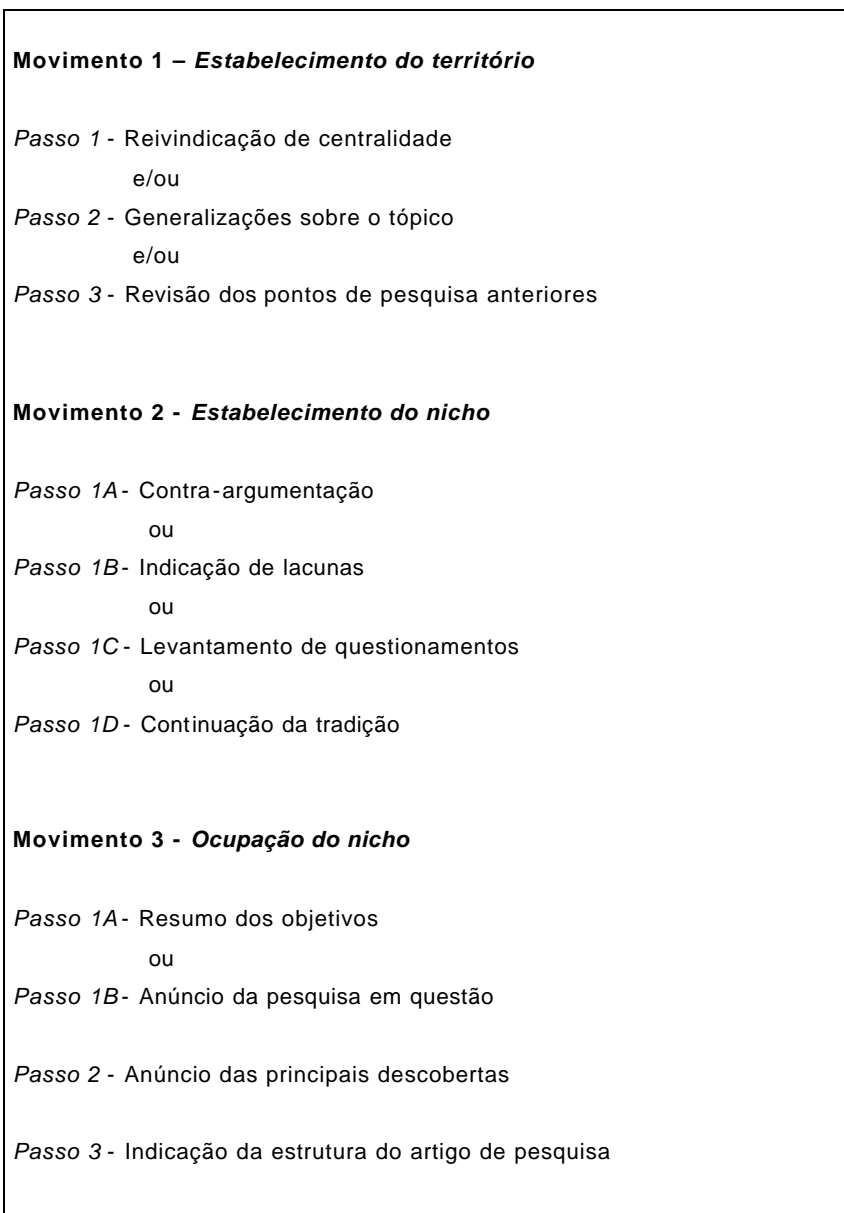 Movimento 1 – Estabelecimento do território
Passo 1 - Reivindicação de centralidade
e/ou
Passo 2 - Generalizações sobre o tópico
e/ou
Passo 3 - Revisão dos pontos de pesquisa anteriores
Movimento 2 - Estabelecimento do nicho
Passo 1A - Contra-argumentação
ou
Passo 1B - Indicação de lacunas
ou
Passo 1C - Levantamento de questionamentos
ou
Passo 1D - Continuação da tradição
Movimento 3 - Ocupação do nicho
Passo 1A - Resumo dos objetivos
ou
Passo 1B - Anúncio da pesquisa em questão
Passo 2 - Anúncio das principais descobertas
Passo 3 - Indicação da estrutura do artigo de pesquisa